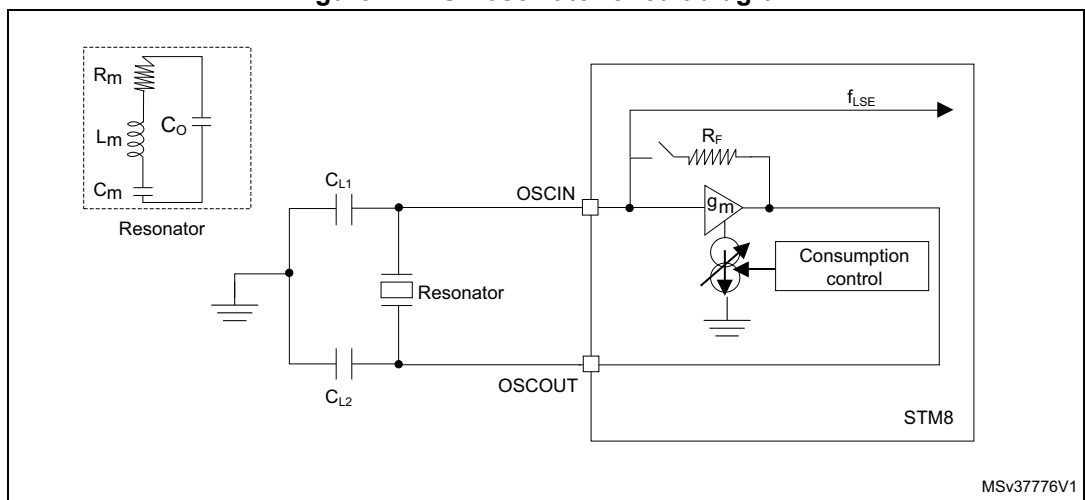 Rm
Lm
CO
Cm
Resonator
CL1
CL2
Resonator
OSCIN
OSCOUT
fLSE
RF
gm
Consumption
control
STM8
MSv37776V1